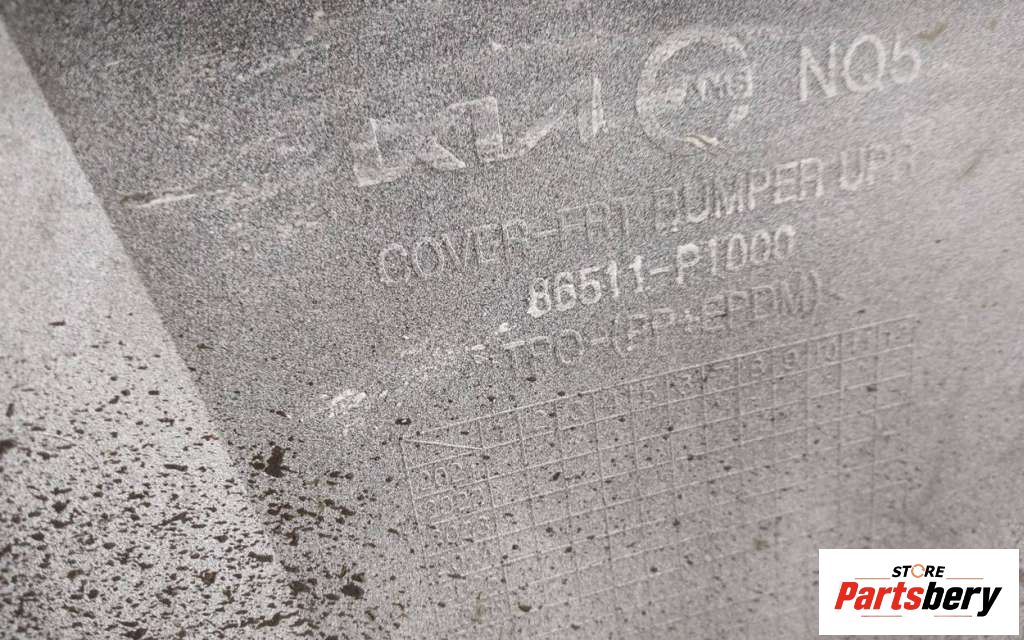 KIA NQ5
COVER-FRT BUMPER UPR
86511-P1000
TPO-(PP+EPDM)
STORE
Partsbery